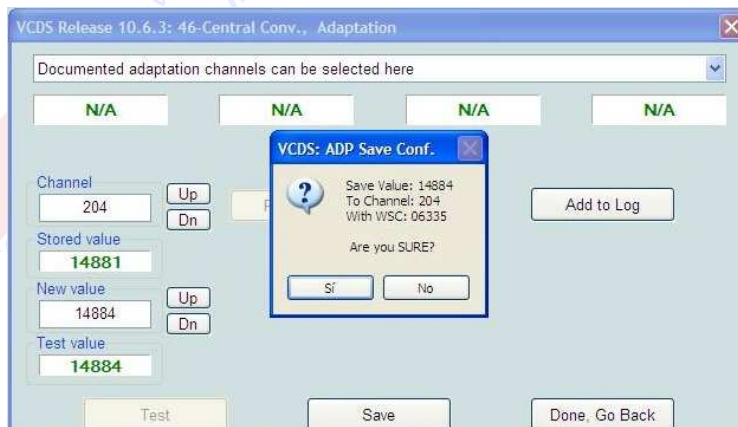 VCDS Release 10.6.3: 46-Central Conv., Adaptation
Documented adaptation channels can be selected here
N/A N/A N/A N/A
VCDS: ADP Save Conf.
Save Value: 14884
To Channel: 204
With WSC: 06335
Are you SURE?
Sí No
Channel
204
Up
Dn
Add to Log
Stored value
14881
New value
14884
Up
Dn
Test value
14884
Test Save Done, Go Back